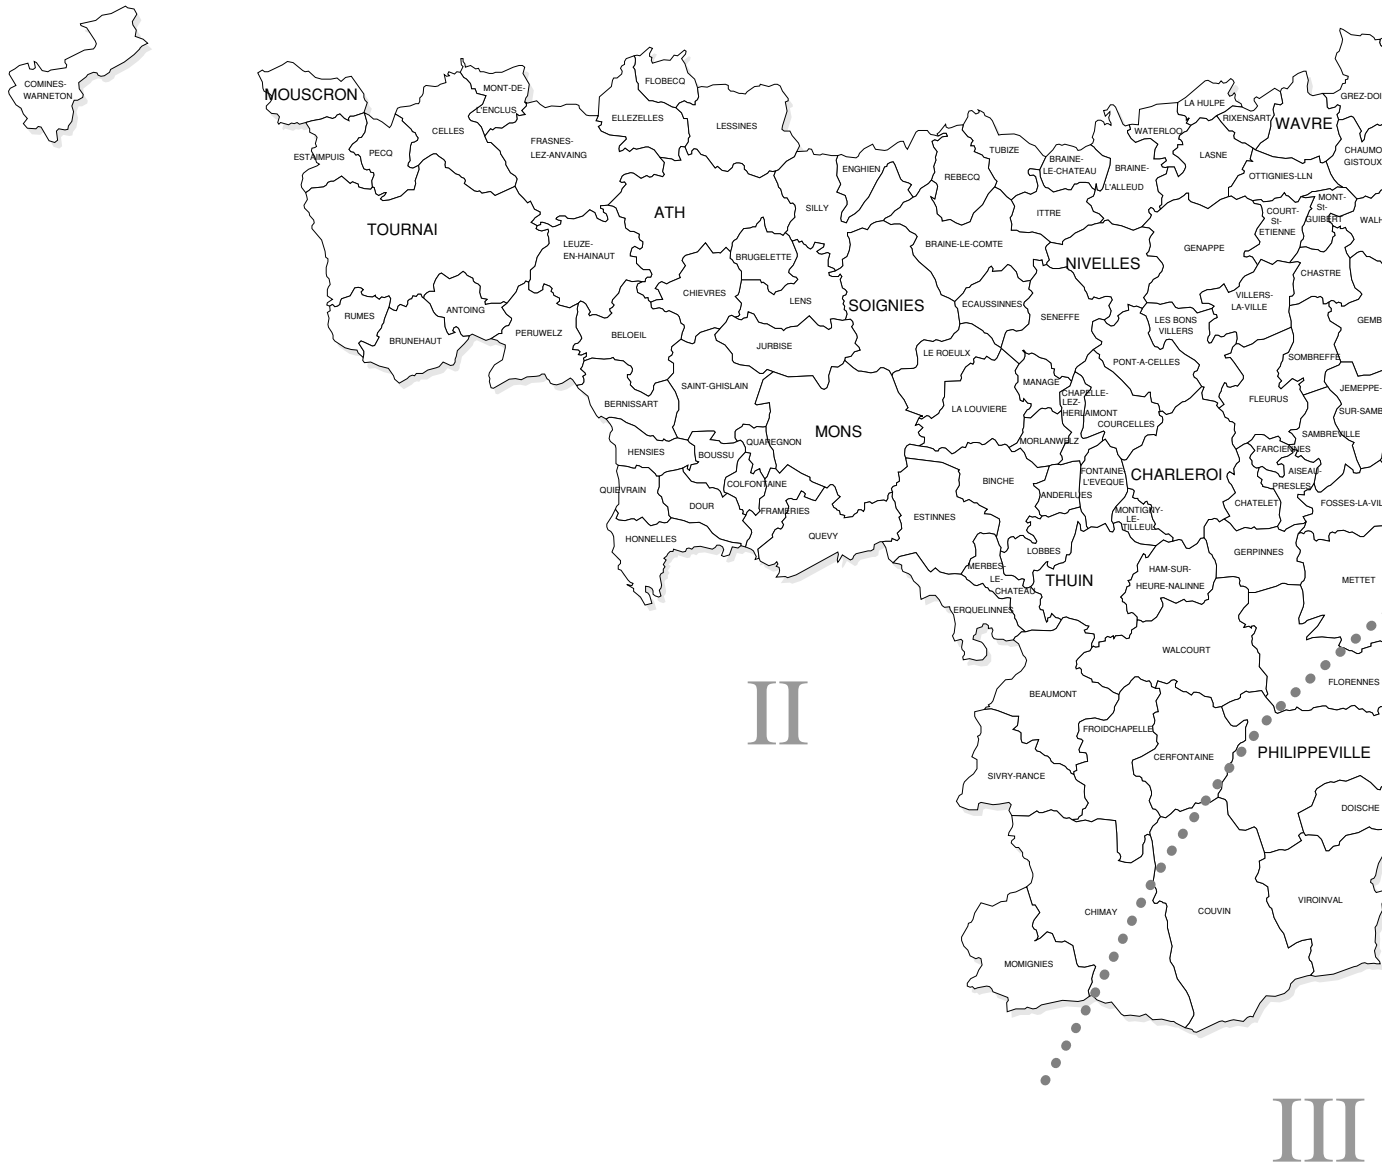 COMINES-
WARNETON
MOUSCRON
MONT-DE-
L'ENCLUS
FLOBECQ
ELLEZELLES
LESSINES
CELLES
ESTAIMPUIS
PECQ
FRASNES-
LEZ-ANVAING
TOURNAI
ATH
SILLY
ENGHIEN
REBECQ
TUBIZE
BRAINE-
LE-CHATEAU
BRAINE-
L'ALLEUD
WATERLOO
LA HULPE
RIXENSART
WAVRE
GREZ-DOI
LASNE
CHAUMO
GISTOUX
OTTIGNIES-LLN
ITTRE
COURT-
St-
ETIENNE
MONT-
St-
GUIBERT
WALH
LEUZE-
EN-HAINAUT
BRUGELETTE
BRAINE-LE-COMTE
NIVELLES
GENAPPE
CHASTRE
CHIEVRES
LENS
SOIGNIES
ECAUSSINNES
SENEFFE
VILLERS-
LA-VILLE
LES BONS
VILLERS
GEMB
RUMES
ANTOING
BRUNEHAUT
PERUWELZ
BELOEIL
JURBISE
LE ROEULX
PONT-A-CELLES
SOMBREFFE
SAINT-GHISLAIN
MANAGE
CHAPELLE-
LEZ-
HERLAIMONT
JEMEPPE-
SUR-SAMB
BERNISSART
MONS
LA LOUVIERE
COURCELLES
FLEURUS
SAMBREVILLE
HENSIES
BOUSSU
QUAREGNON
MORLANWELZ
FARCIENNES
AISEAU-
PRESLES
QUIEVRAIN
COLFONTAINE
BINCHE
ANDERLUES
FONTAINE
L'EVEQUE
CHARLEROI
DOUR
FRAMERIES
ESTINNES
MONTIGNY-
LE-
TILLEUL
CHATELET
FOSSES-LA-VIL
HONNELLES
QUEVY
LOBBES
GERPINNES
MERBES-
LE-
CHATEAU
THUIN
HAM-SUR-
HEURE-NALINNE
METTET
ERQUELINNES
WALCOURT
FLORENNES
BEAUMONT
II
FROIDCHAPELLE
CERFONTAINE
PHILIPPEVILLE
SIVRY-RANCE
DOISCHE
CHIMAY
COUVIN
VIROINVAL
MOMIGNIES
III